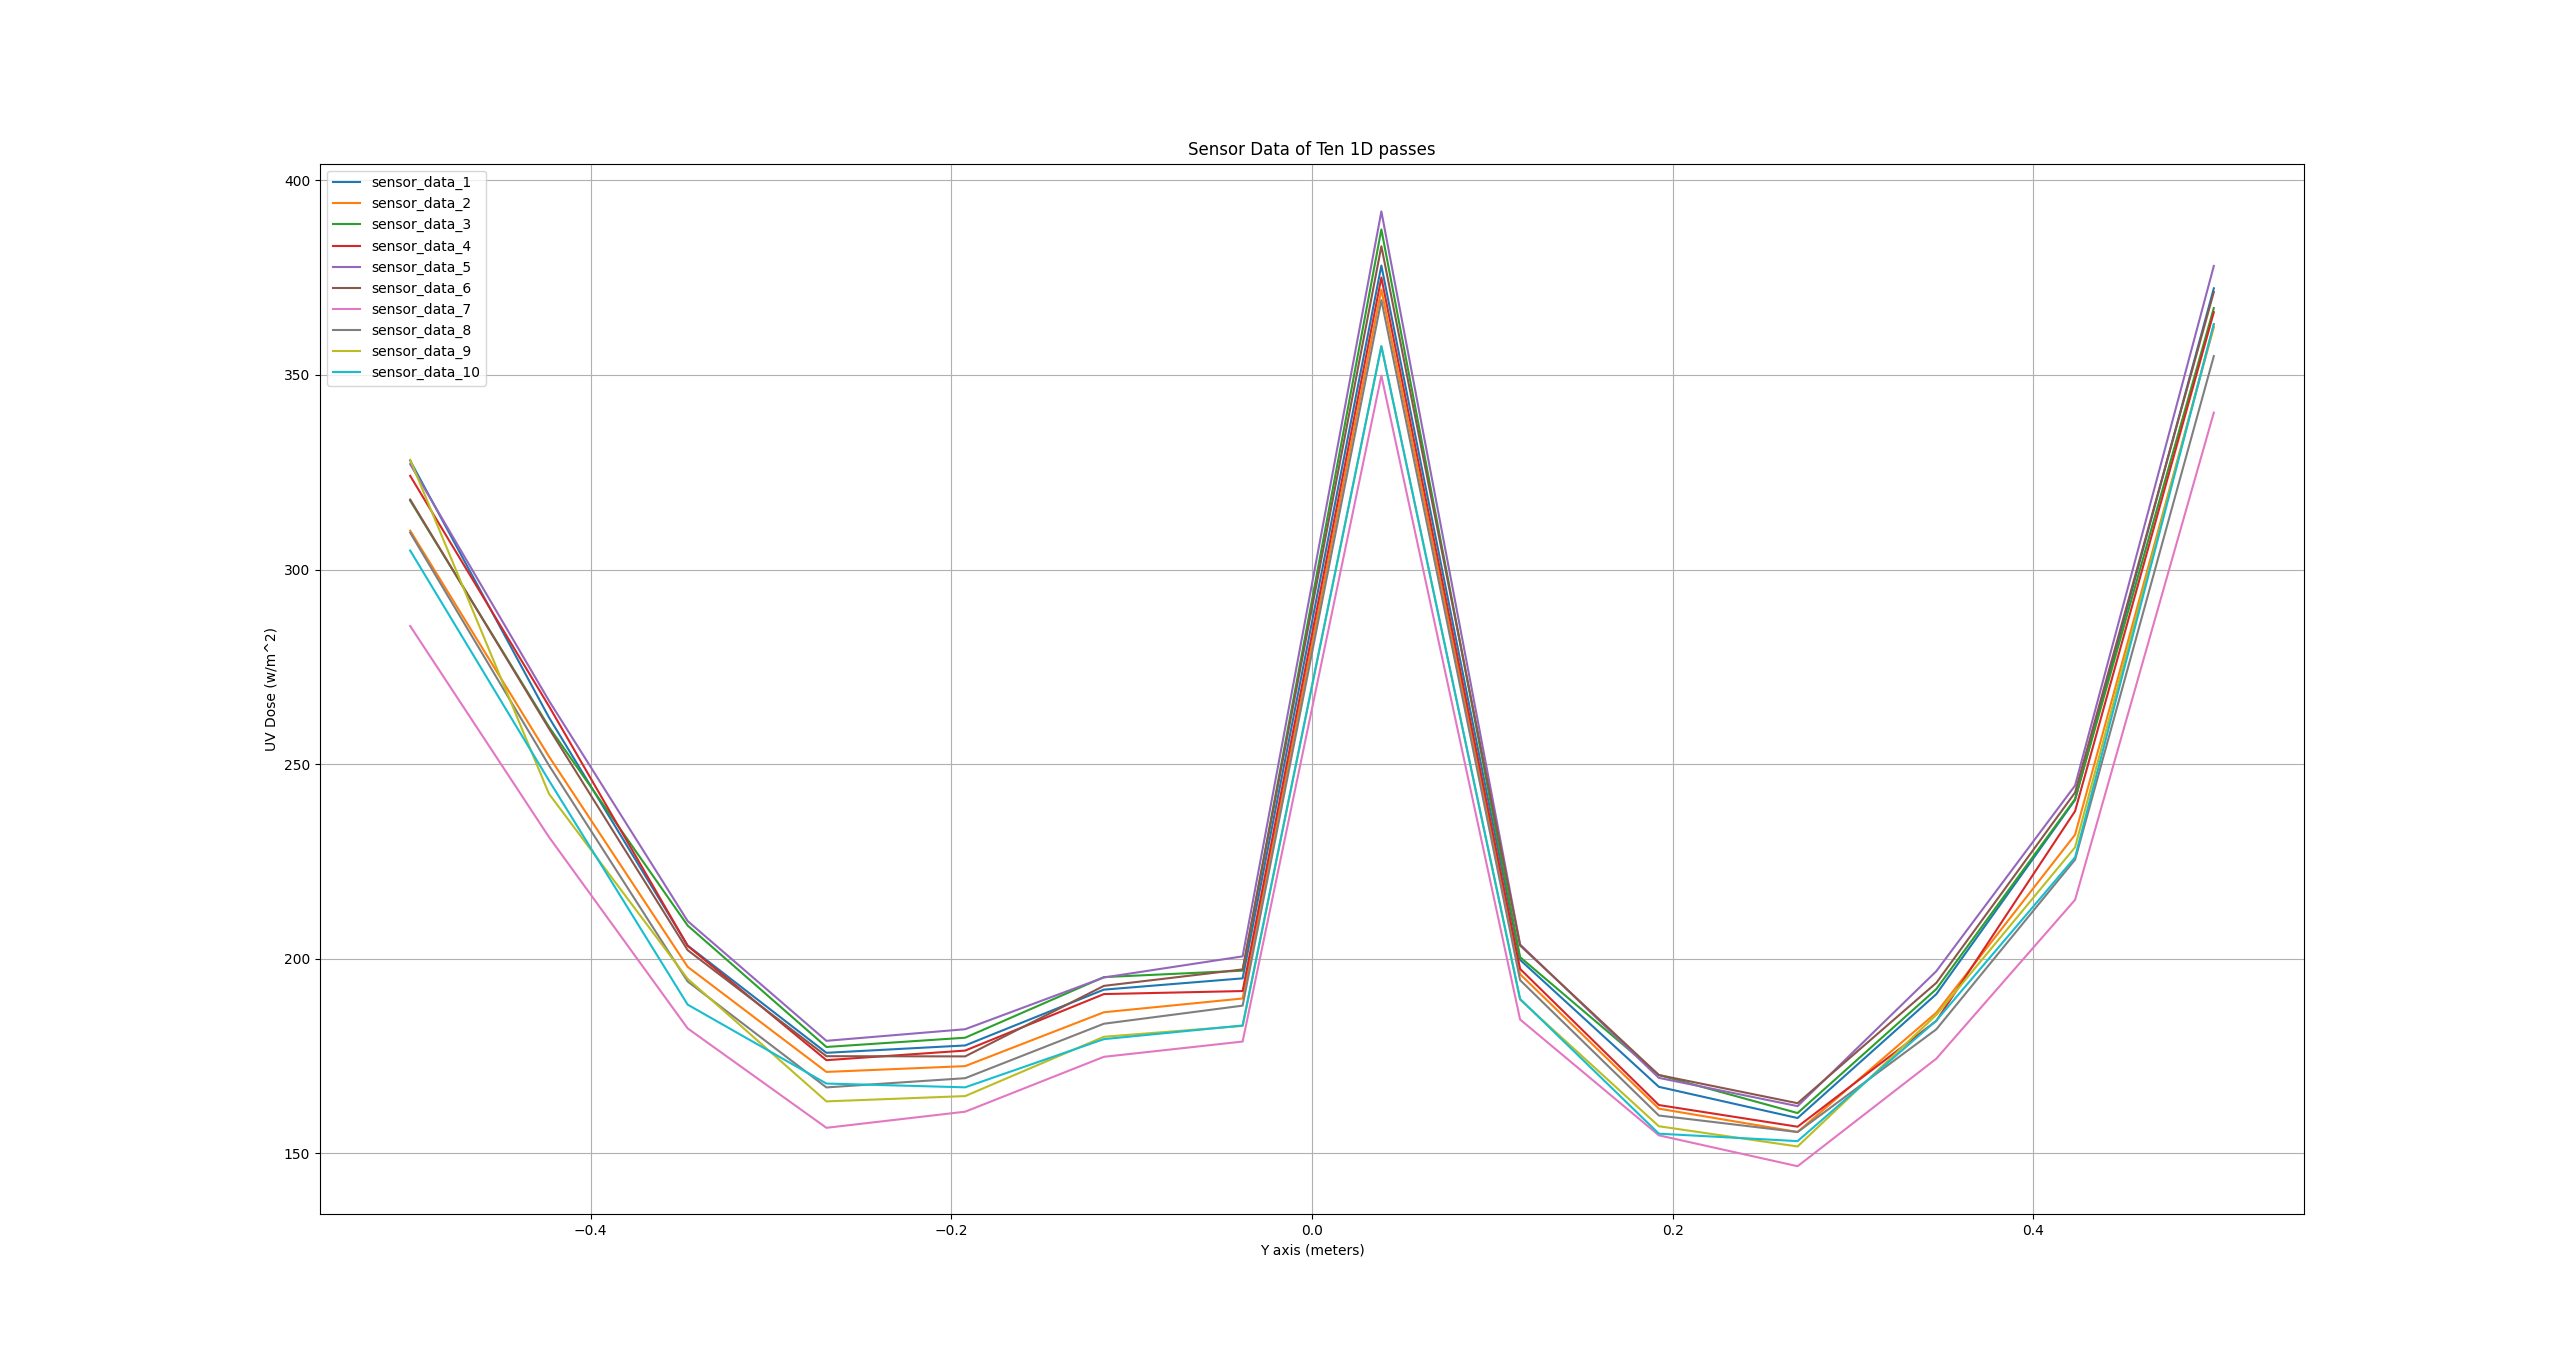 Sensor Data of Ten 1D passes
400
350
300
250
200
150
UV Dose (w/m^2)
sensor_data_1
sensor_data_2
sensor_data_3
sensor_data_4
sensor_data_5
sensor_data_6
sensor_data_7
sensor_data_8
sensor_data_9
sensor_data_10
−0.4 −0.2 0.0 0.2 0.4
Y axis (meters)